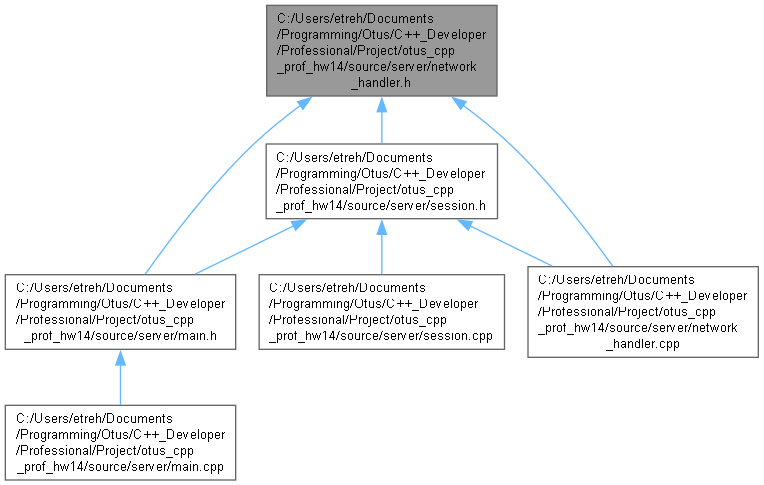 C:/Users/etreh/Documents
/Programming/Otus/C++_Developer
/Professional/Project/otus_cpp
_prof_hw14/source/server/network
_handler.h
C:/Users/etreh/Documents
/Programming/Otus/C++_Developer
/Professional/Project/otus_cpp
_prof_hw14/source/server/session.h
C:/Users/etreh/Documents
/Programming/Otus/C++_Developer
/Professional/Project/otus_cpp
_prof_hw14/source/server/main.h
C:/Users/etreh/Documents
/Programming/Otus/C++_Developer
/Professional/Project/otus_cpp
_prof_hw14/source/server/session.cpp
C:/Users/etreh/Documents
/Programming/Otus/C++_Developer
/Professional/Project/otus_cpp
_prof_hw14/source/server/network
_handler.cpp
C:/Users/etreh/Documents
/Programming/Otus/C++_Developer
/Professional/Project/otus_cpp
_prof_hw14/source/server/main.cpp